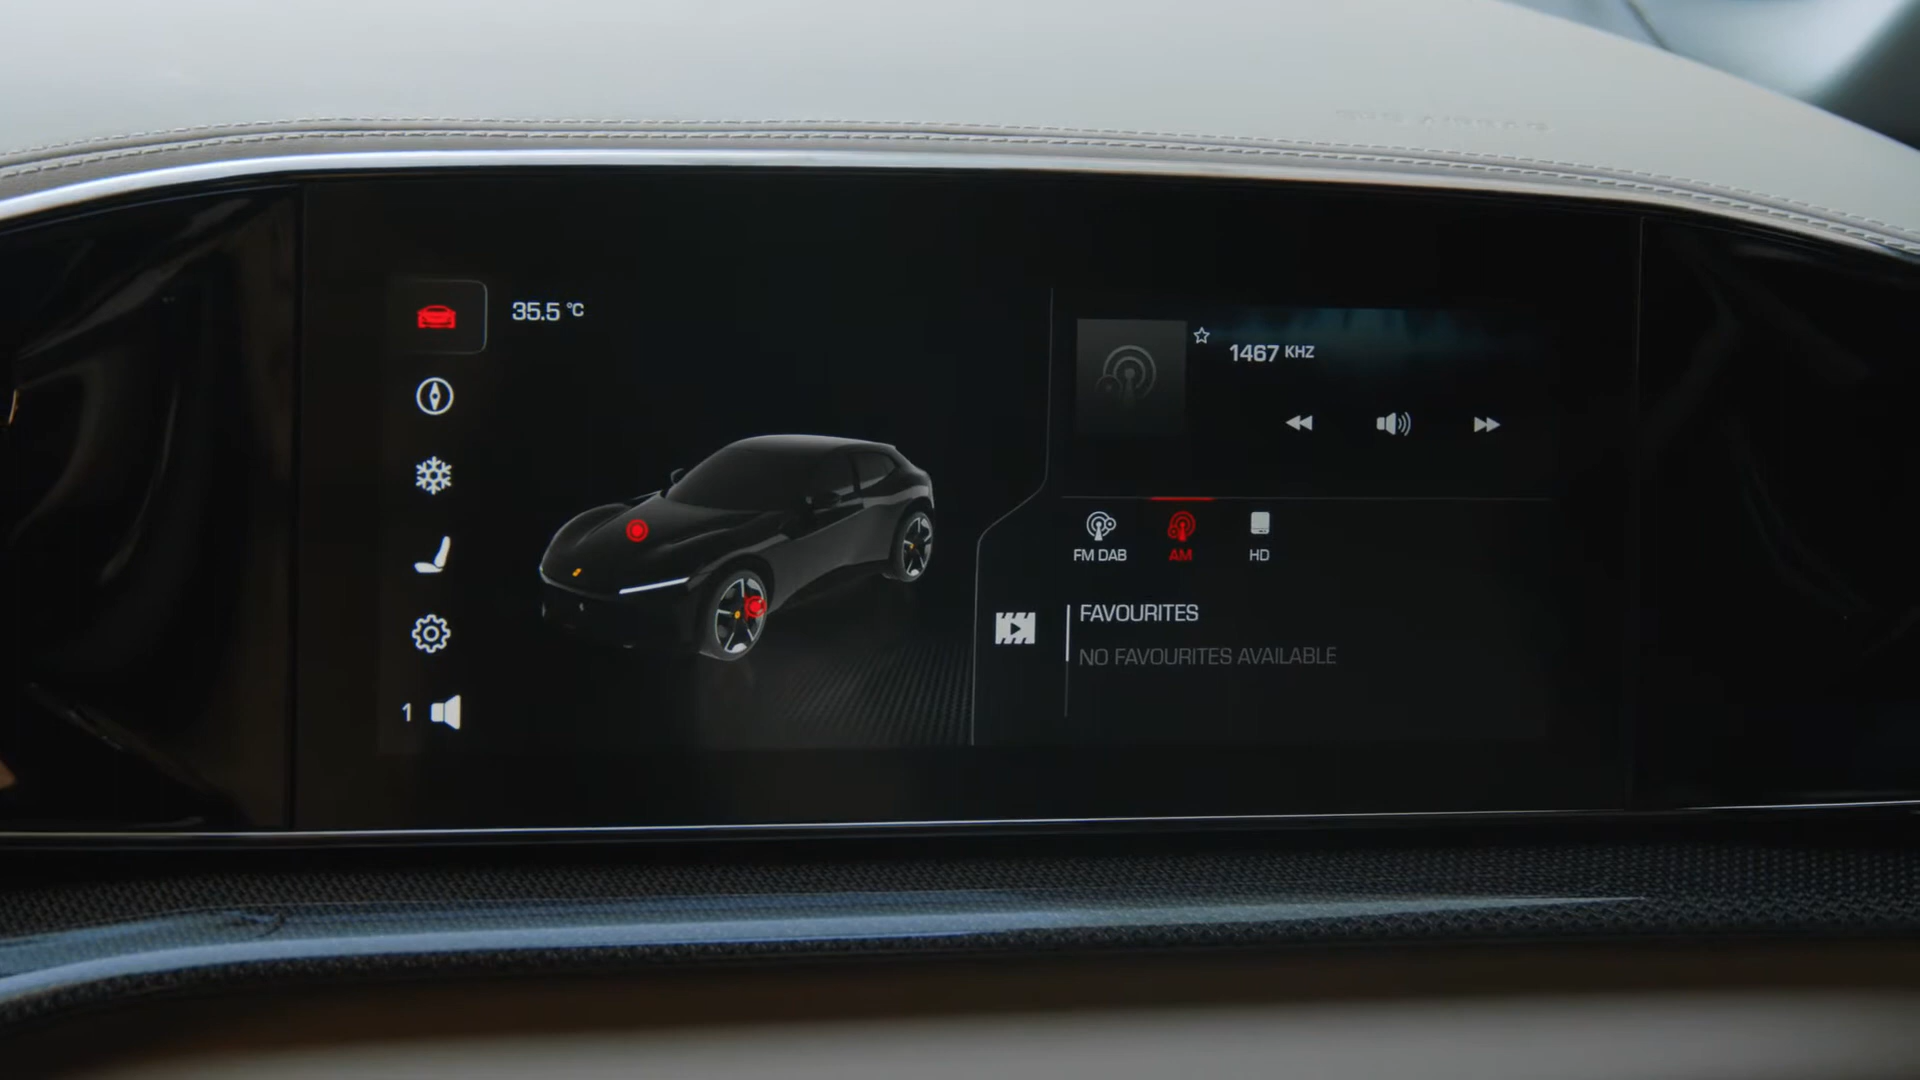 35.5 °C
1467 KHZ
FM DAB
AM
HD
FAVOURITES
NO FAVOURITES AVAILABLE
1